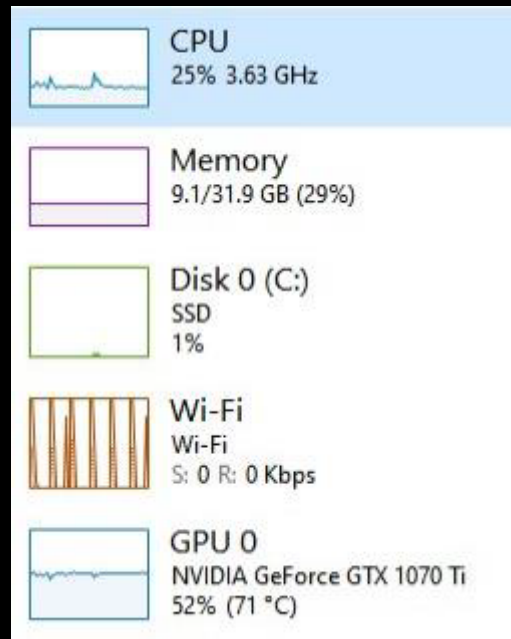 CPU
25% 3.63 GHz
Memory
9.1/31.9 GB (29%)
Disk 0 (C:)
SSD
1%
Wi-Fi
Wi-Fi
S: 0 R: 0 Kbps
GPU 0
NVIDIA GeForce GTX 1070 Ti
52% (71 °C)